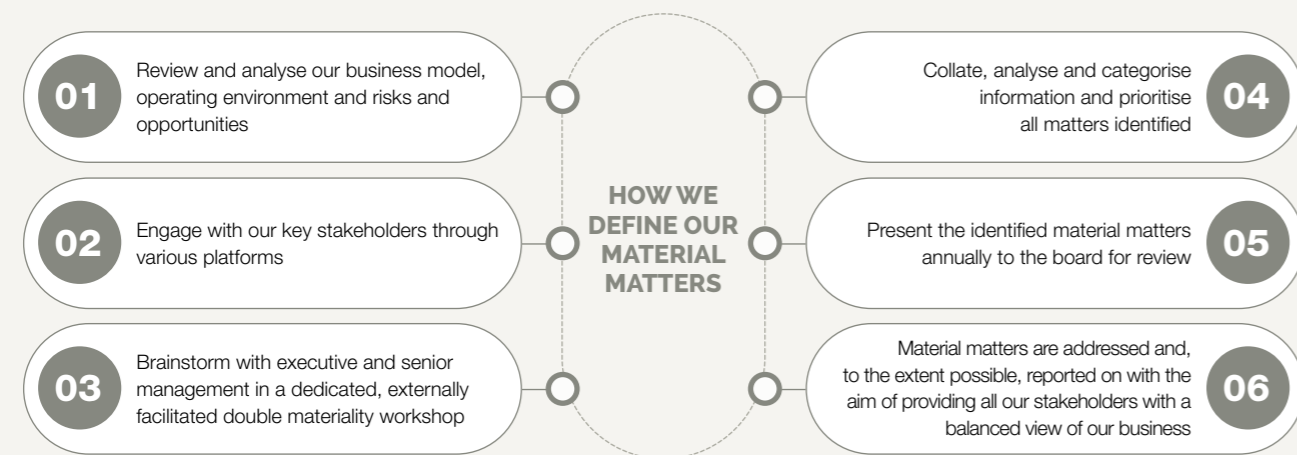 01
Review and analyse our business model,
operating environment and risks and
opportunities
02
Engage with our key stakeholders through
various platforms
03
Brainstorm with executive and senior
management in a dedicated, externally
facilitated double materiality workshop
HOW WE
DEFINE OUR
MATERIAL
MATTERS
04
Collate, analyse and categorise
information and prioritise
all matters identified
05
Present the identified material matters
annually to the board for review
06
Material matters are addressed and,
to the extent possible, reported on with the
aim of providing all our stakeholders with a
balanced view of our business